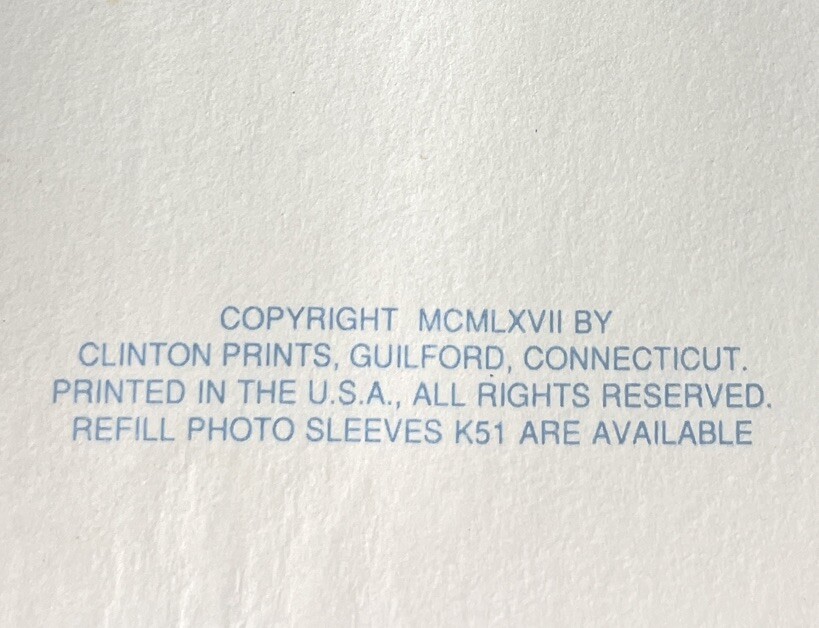 COPYRIGHT MCMLXVII BY
CLINTON PRINTS, GUILFORD, CONNECTICUT.
PRINTED IN THE U.S.A., ALL RIGHTS RESERVED.
REFILL PHOTO SLEEVES K51 ARE AVAILABLE